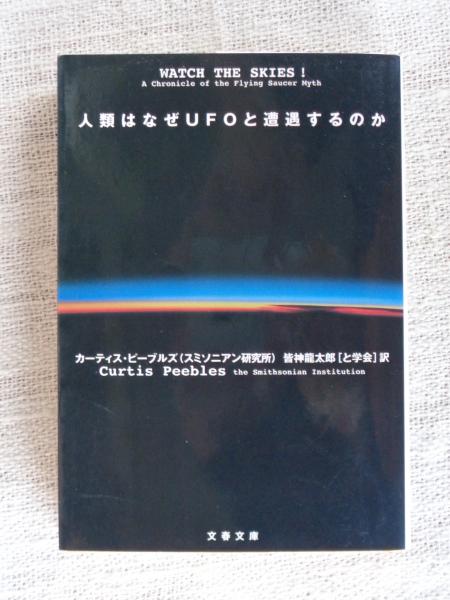 WATCH THE SKIES!
A Chronicle of the Flying Saucer Myth
人類はなぜUFOと遭遇するのか
カーティス・ピーブルズ(スミソニアン研究所) 皆神龍太郎[と学会]訳
Curtis Peebles the Smithsonian Institution
文春文庫